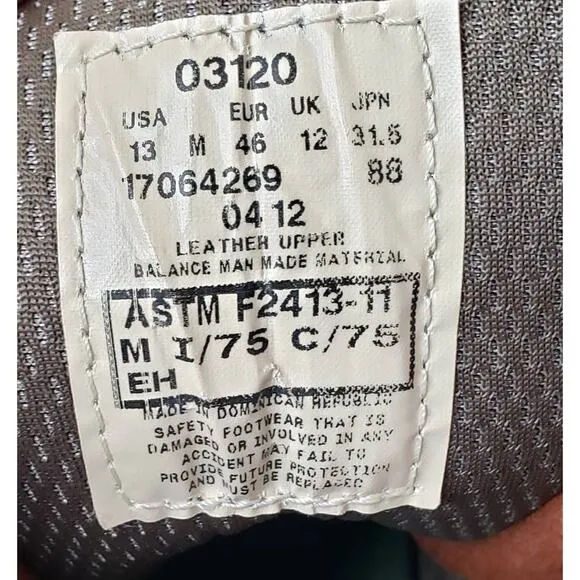 03120
USA EUR UK JPN
13 M 46 12 31.5
17064269 88
04 12
LEATHER UPPER
BALANCE MAN MADE MATERIAL
ASTM F2413-11
M I/75 C/75
EH
MADE IN DOMINICAN REPUBLIC
SAFETY FOOTWEAR THAT IS
DAMAGED OR INVOLVED IN ANY
ACCIDENT MAY FAIL TO
PROVIDE FUTURE PROTECTION
AND MUST BE REPLACED